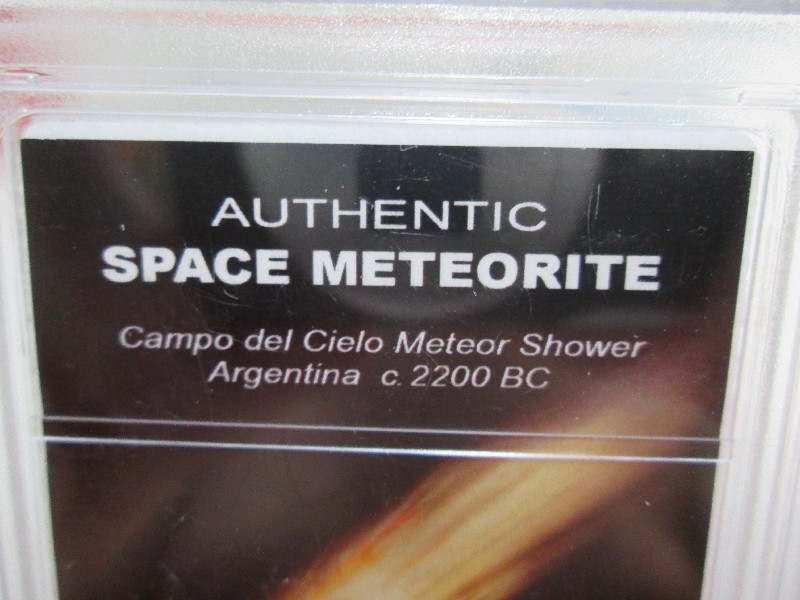 AUTHENTIC
SPACE METEORITE
Campo del Cielo Meteor Shower
Argentina c. 2200 BC